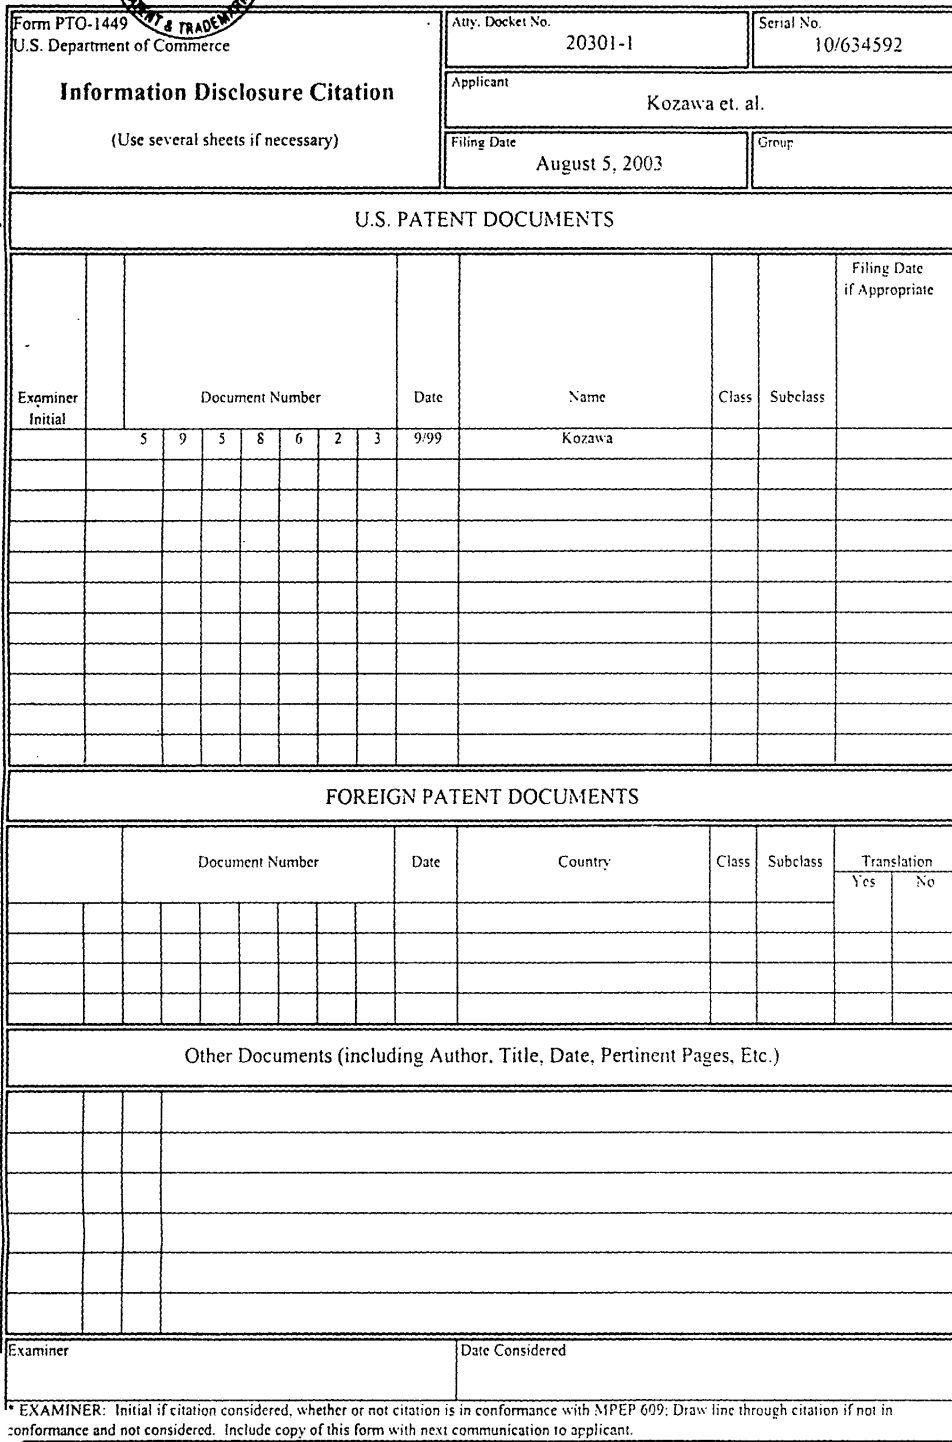 & TRADEMAR
Form PTO-1449
U.S. Department of Commerce
Information Disclosure Citation
(Use several sheets if necessary)
Atty. Docket No.
20301-1
Serial No.
10/634592
Applicant
Kozawa et. al.
Filing Date
August 5, 2003
Group
U.S. PATENT DOCUMENTS
Examiner
Initial
Document Number
Date
Name
Class
Subclass
Filing Date
if Appropriate
5 9 5 8 6 2 3 9/99 Kozawa
FOREIGN PATENT DOCUMENTS
Document Number Date Country Class Subclass Translation
Yes No
Other Documents (including Author, Title, Date, Pertinent Pages, Etc.)
Examiner
Date Considered
* EXAMINER: Initial if citation considered, whether or not citation is in conformance with MPEP 609; Draw line through citation if not in
conformance and not considered. Include copy of this form with next communication to applicant.